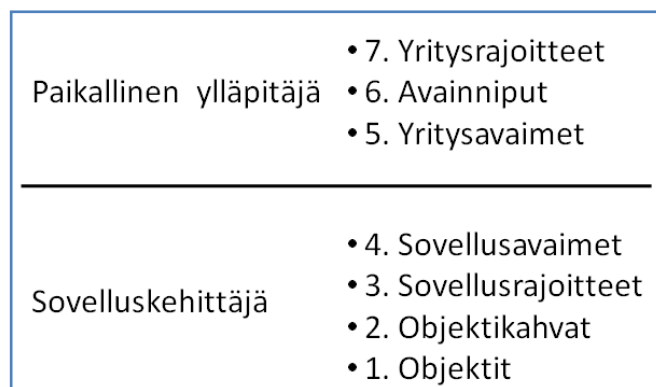 Paikallinen ylläpitäjä
• 7. Yritysrajoitteet
• 6. Avainniput
• 5. Yritysavaimet
Sovelluskehittäjä
• 4. Sovellusavaimet
• 3. Sovellusrajoitteet
• 2. Objektikahvat
• 1. Objektit